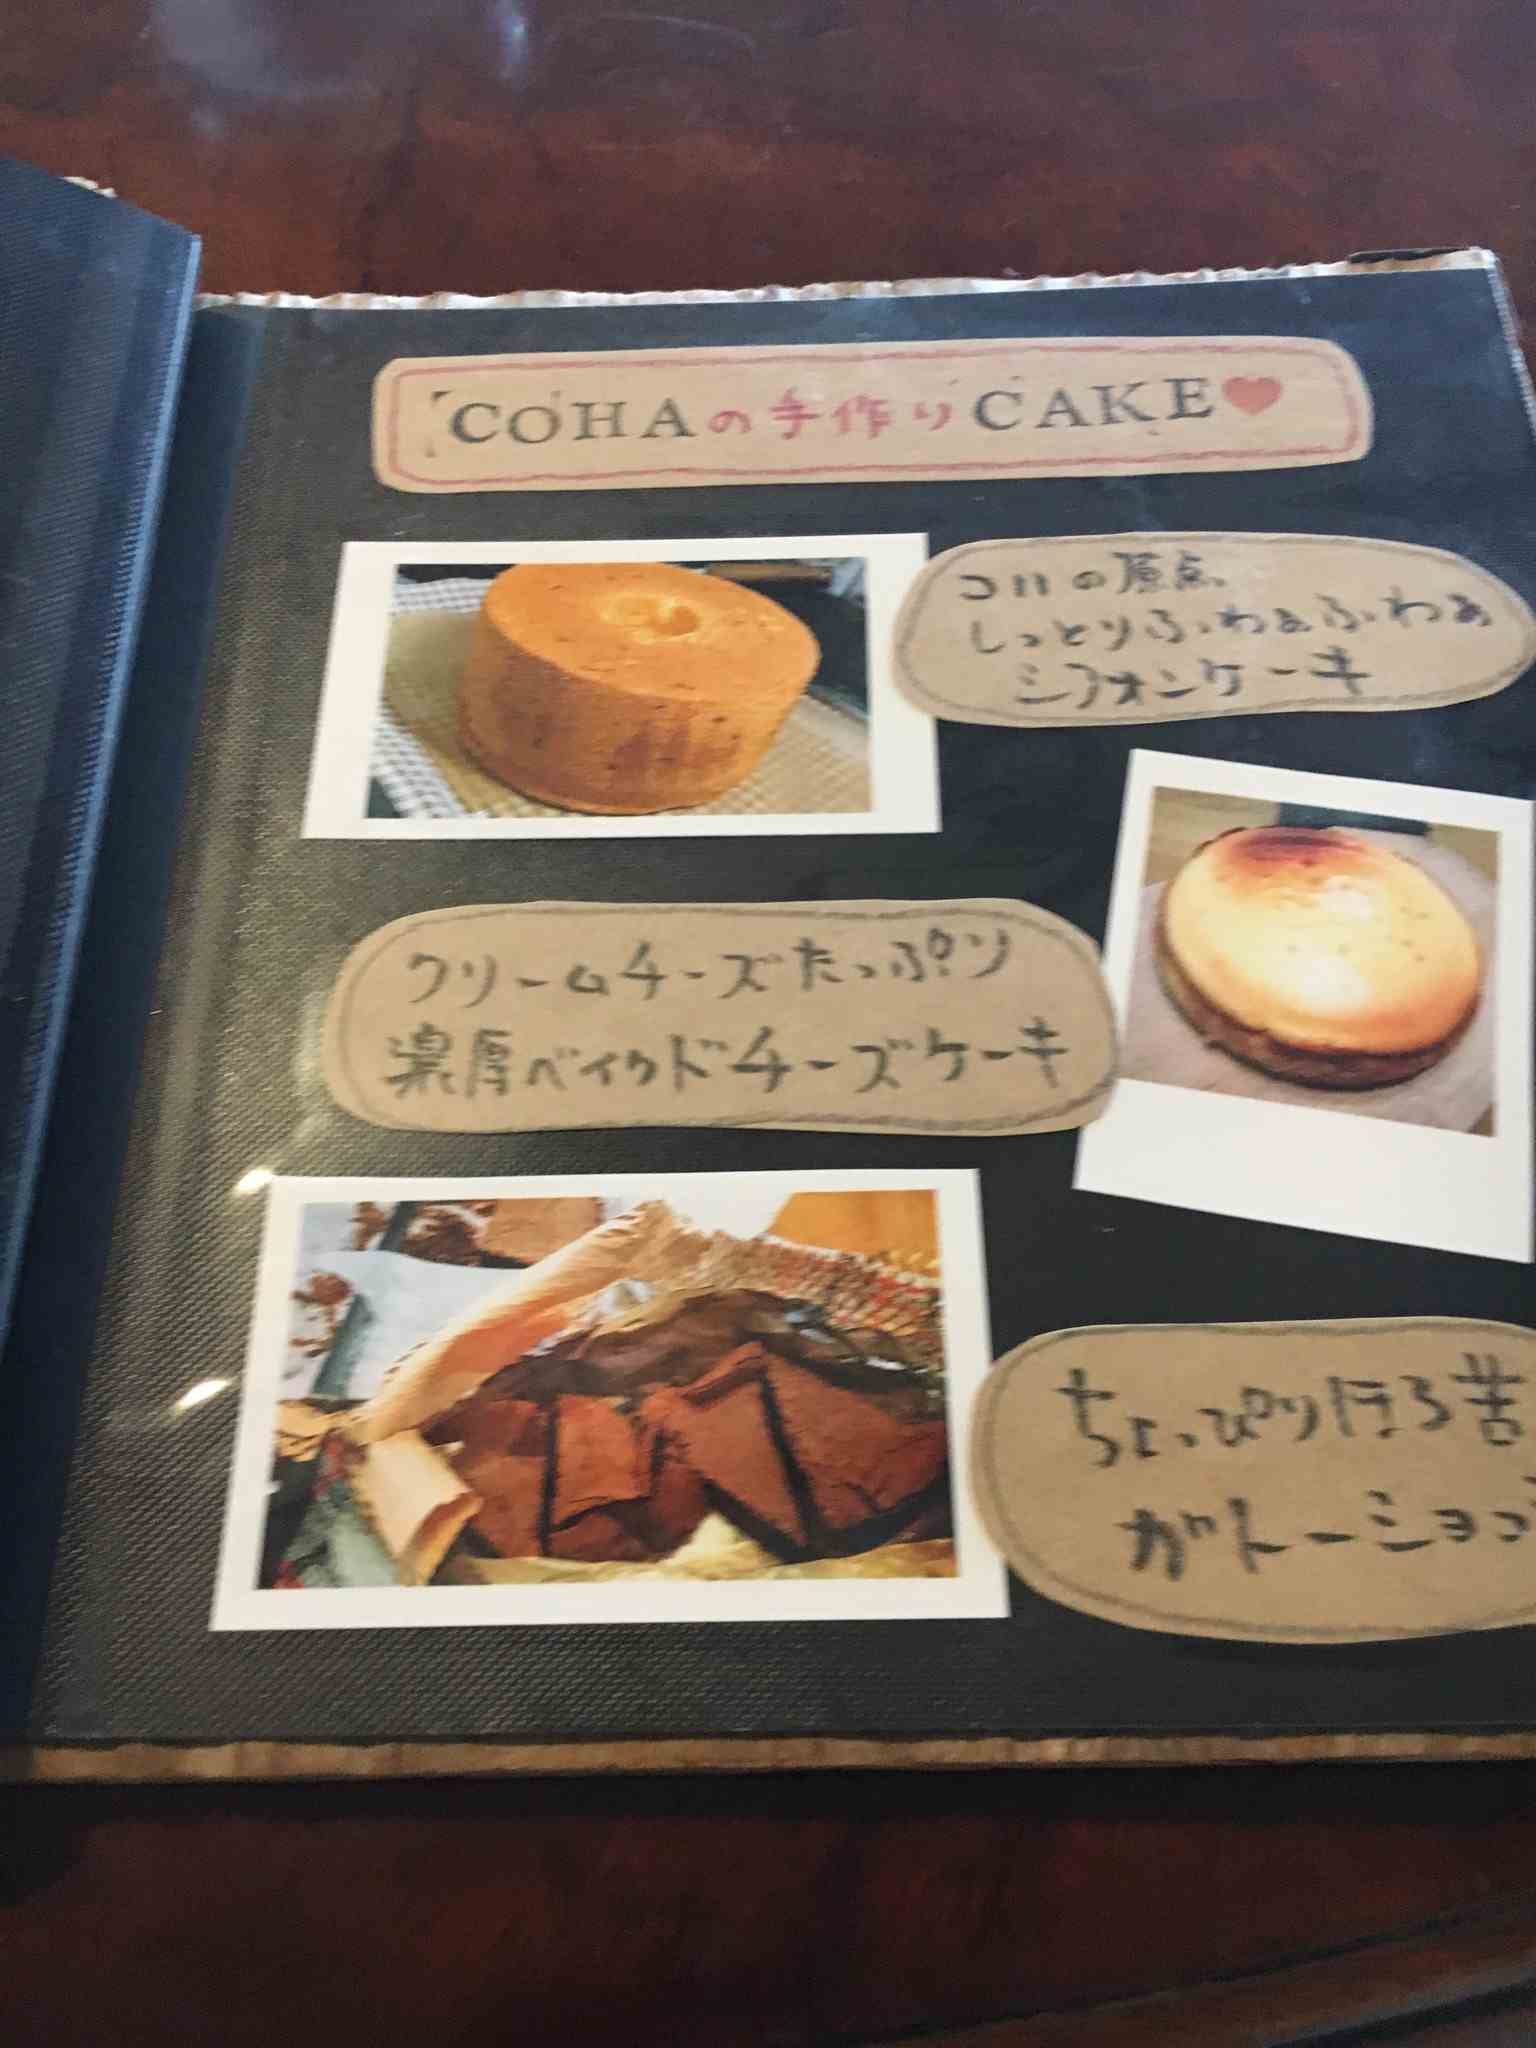 COHAの手作りCAKE♥
コハの原点
しっとりふわぁふわぁ
シフォンケーキ
クリームチーズたっぷり
濃厚ベイクドチーズケーキ
ちょっぴりほろ苦
ガトーショコ